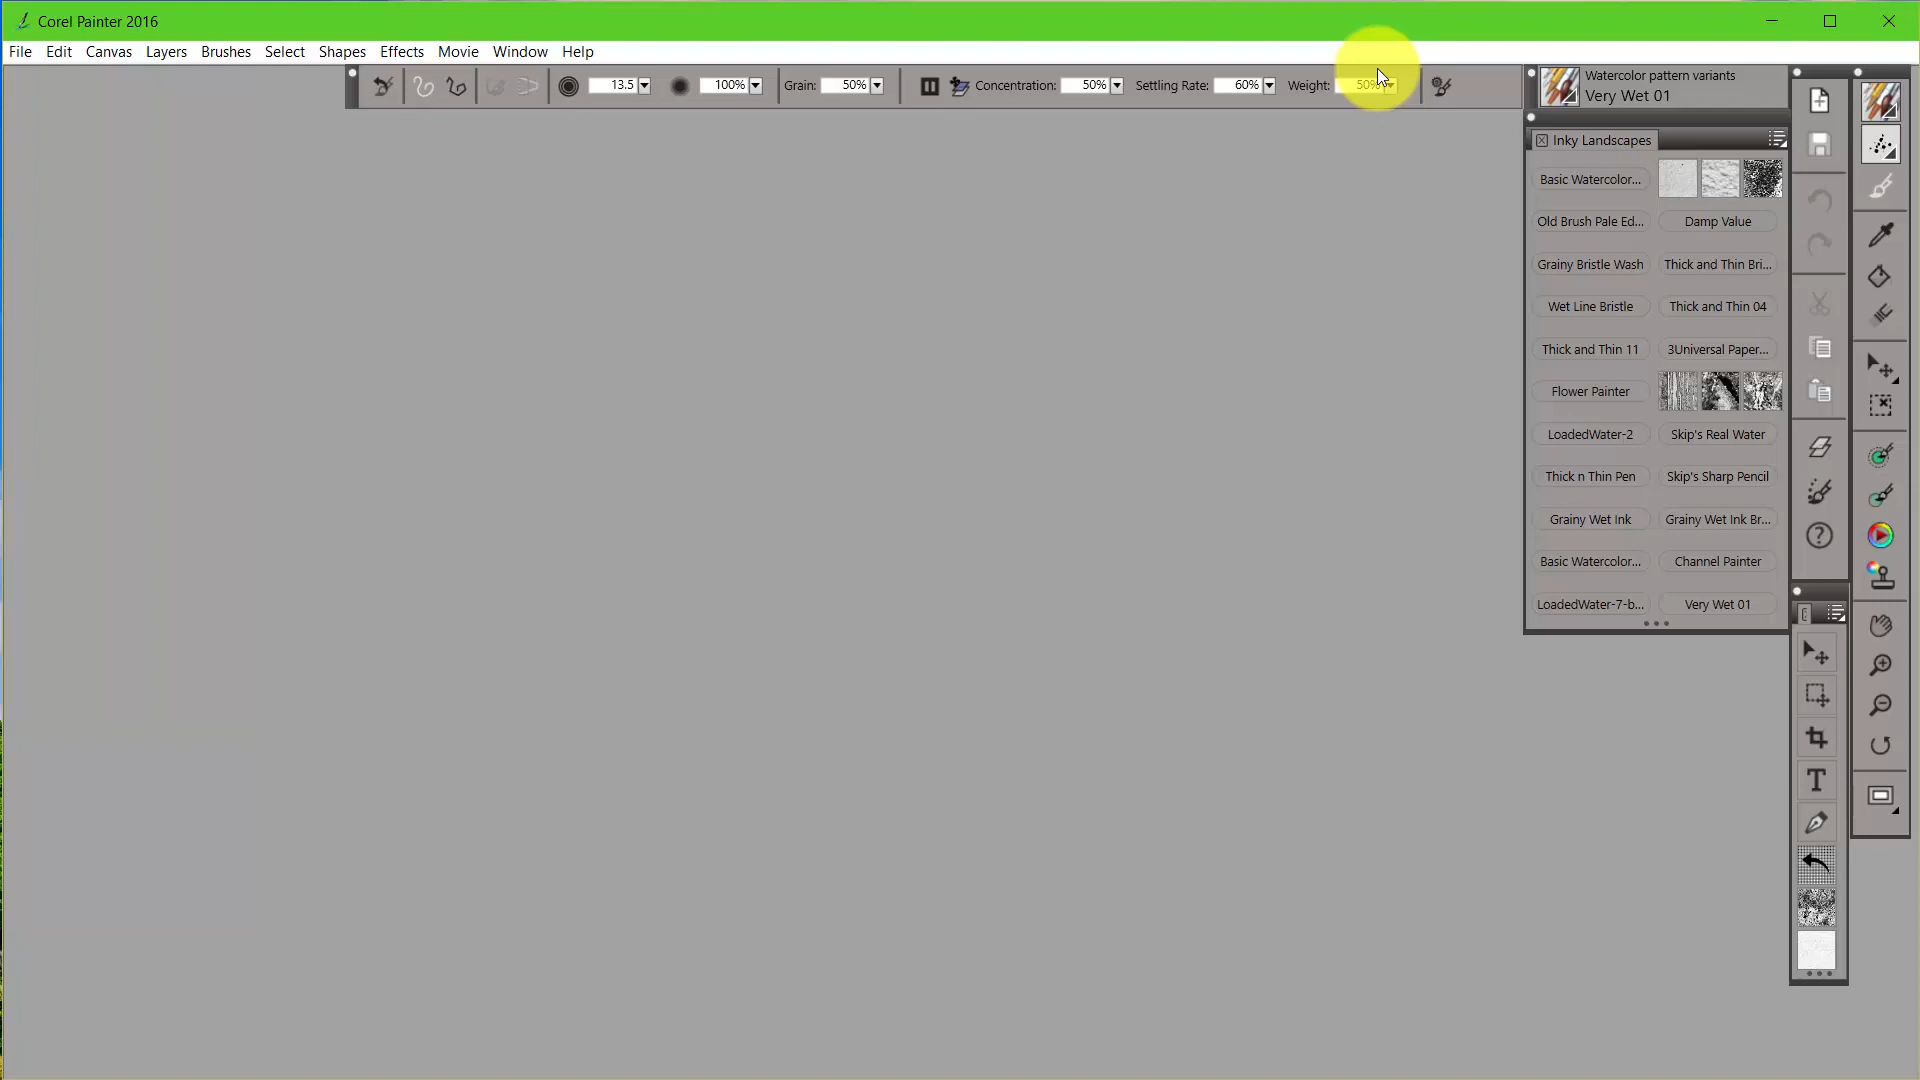 Corel Painter 2016
File Edit Canvas Layers Brushes Select Shapes Effects Movie Window Help
13.5 100% Grain: 50% Concentration: 50% Settling Rate: 60% Weight: 50%
Watercolor pattern variants
Very Wet 01
Inky Landscapes
Basic Watercolor...
Old Brush Pale Ed... Damp Value
Grainy Bristle Wash Thick and Thin Bri...
Wet Line Bristle Thick and Thin 04
Thick and Thin 11 3Universal Paper...
Flower Painter
LoadedWater-2 Skip's Real Water
Thick n Thin Pen Skip's Sharp Pencil
Grainy Wet Ink Grainy Wet Ink Br...
Basic Watercolor... Channel Painter
LoadedWater-7-b... Very Wet 01